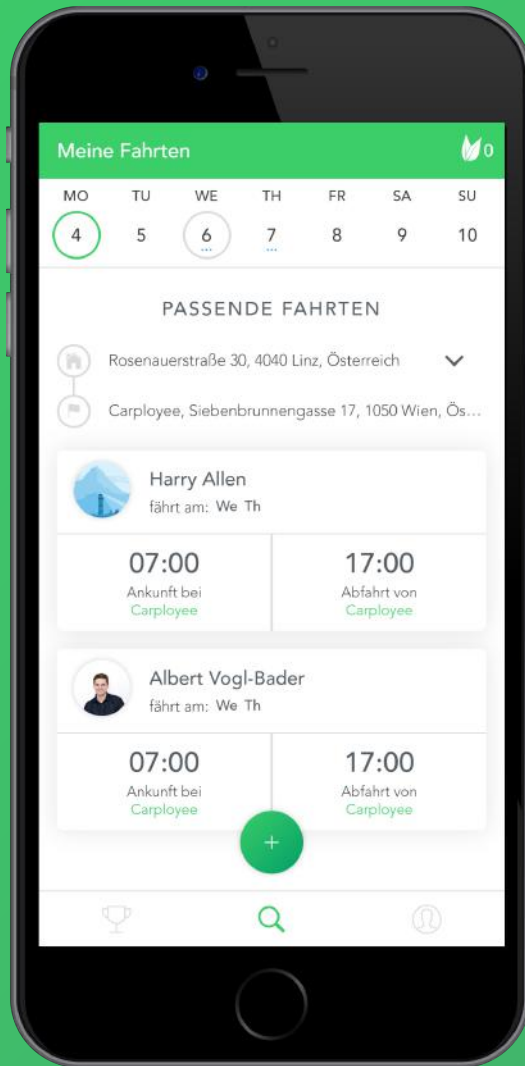 Meine Fahrten 0
MO TU WE TH FR SA SU
4 5 6 7 8 9 10
PASSENDE FAHRTEN
Rosenauerstraße 30, 4040 Linz, Österreich
Carployee, Siebenbrunnengasse 17, 1050 Wien, Ös...
Harry Allen
fährt am: We Th
07:00 17:00
Ankunft bei Abfahrt von
Carployee Carployee
Albert Vogl-Bader
fährt am: We Th
07:00 17:00
Ankunft bei Abfahrt von
Carployee Carployee
+